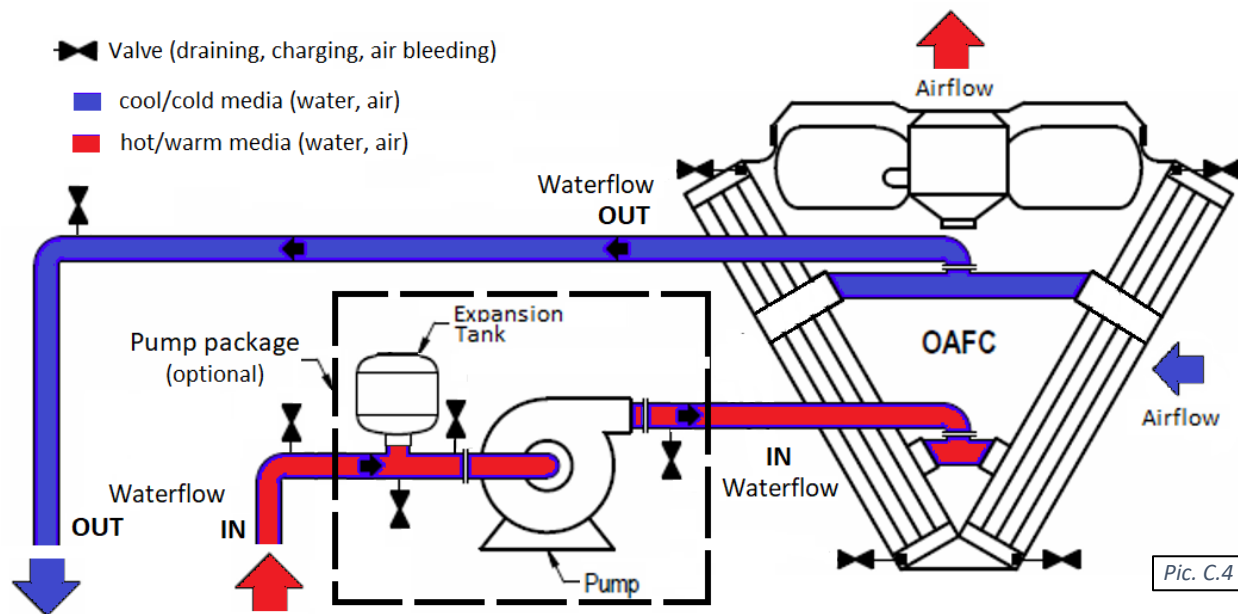 Valve (draining, charging, air bleeding)
cool/cold media (water, air)
hot/warm media (water, air)
Airflow
Waterflow
OUT
Expansion
Tank
Pump package
(optional)
OAFC
Airflow
IN
Waterflow
Waterflow
OUT
IN
Pump
Pic. C.4